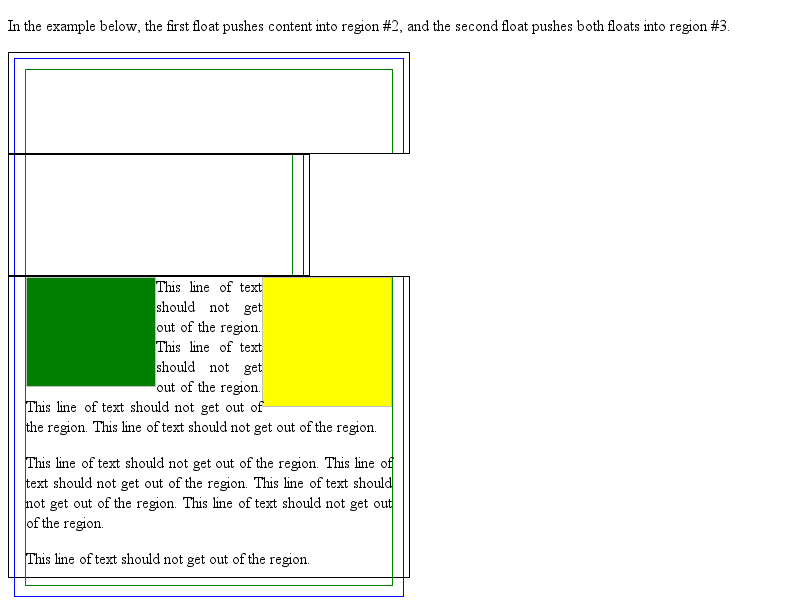 In the example below, the first float pushes content into region #2, and the second float pushes both floats into region #3.
This line of text
should not get
out of the region.
This line of text
should not get
out of the region.
This line of text should not get out of
the region. This line of text should not get out of the region.
This line of text should not get out of the region. This line of
text should not get out of the region. This line of text should
not get out of the region. This line of text should not get out
of the region.
This line of text should not get out of the region.